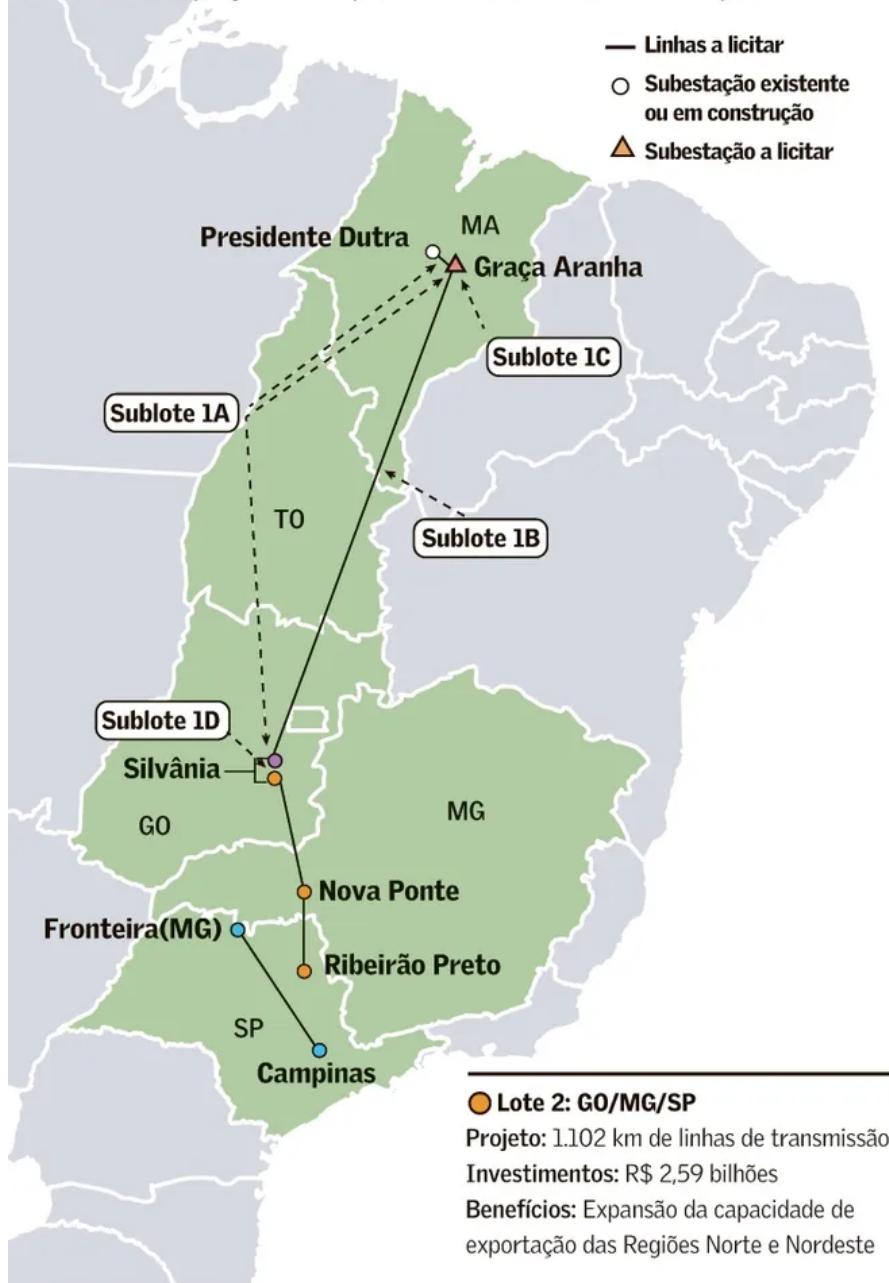 Linhas a licitar
Subestação existente
ou em construção
Subestação a licitar
MA
Presidente Dutra
Graça Aranha
Sublote 1C
Sublote 1A
TO
Sublote 1B
Sublote 1D
Silvânia
GO
MG
Nova Ponte
Fronteira(MG)
Ribeirão Preto
SP
Campinas
Lote 2: GO/MG/SP
Projeto: 1.102 km de linhas de transmissão
Investimentos: R$ 2,59 bilhões
Benefícios: Expansão da capacidade de
exportação das Regiões Norte e Nordeste